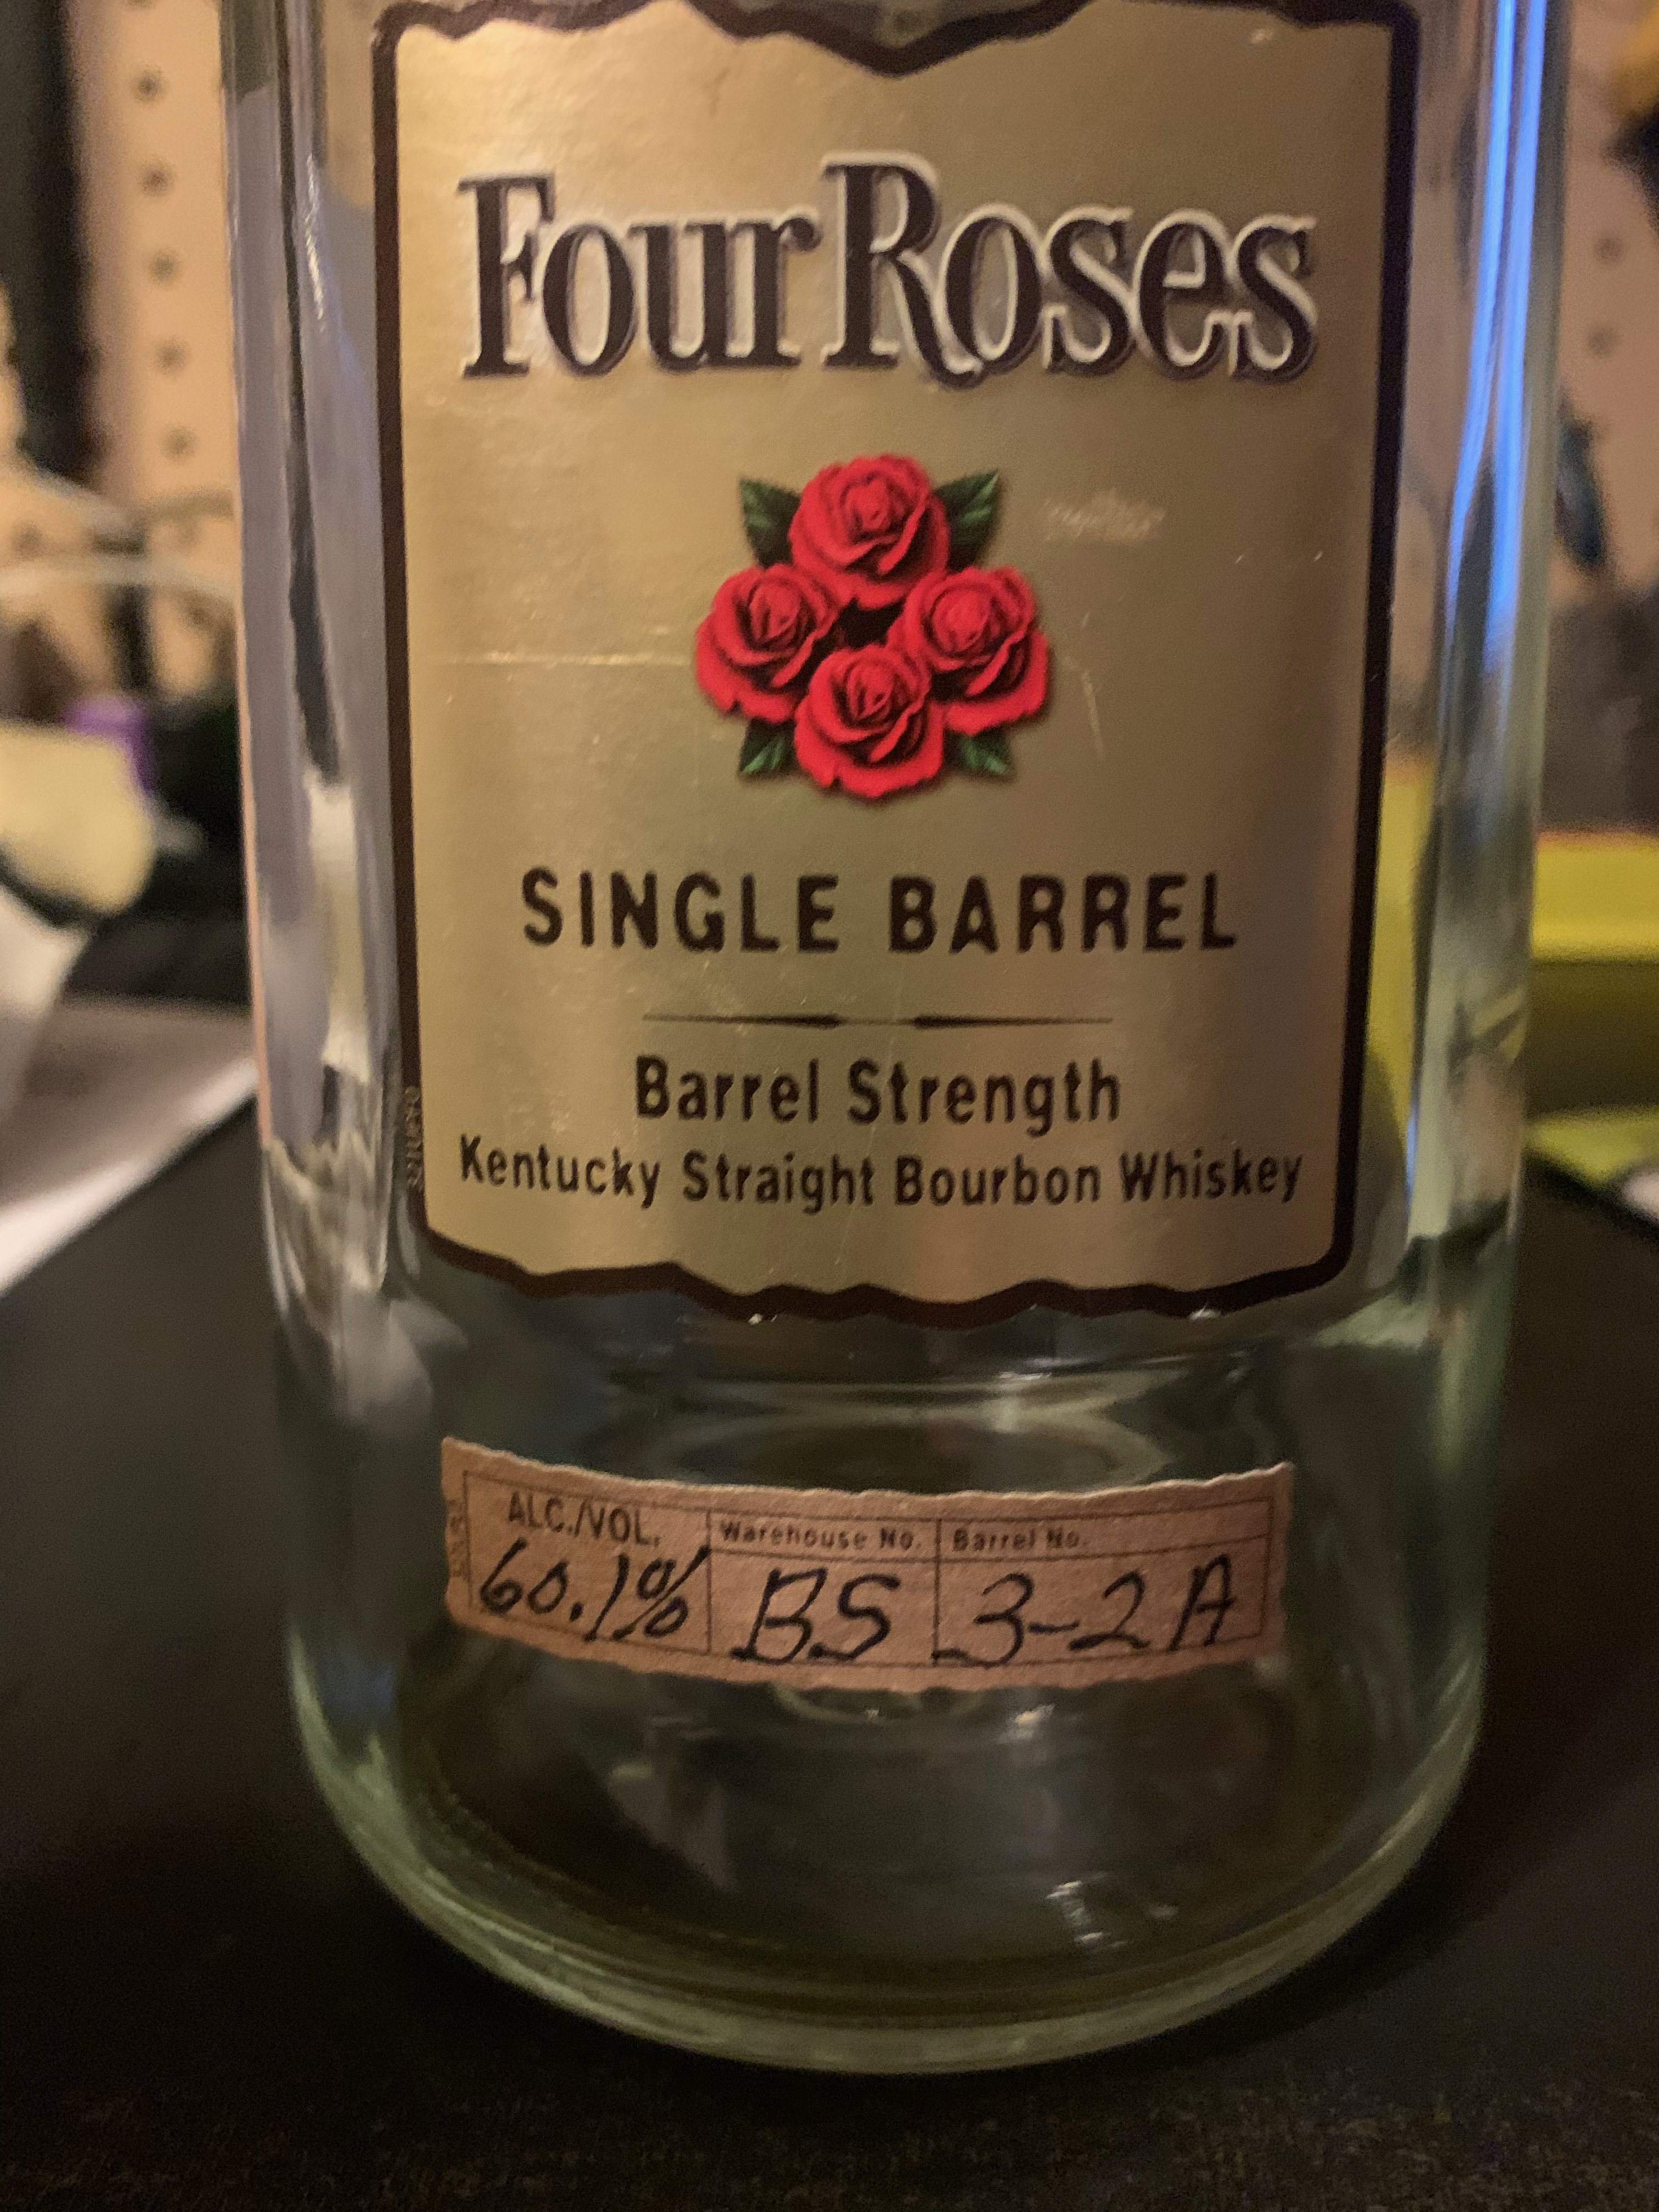 Four Roses
SINGLE BARREL
Barrel Strength
Kentucky Straight Bourbon Whiskey
ALC./VOL. Warehouse No. Barrel No.
60.1% BS 3-2A